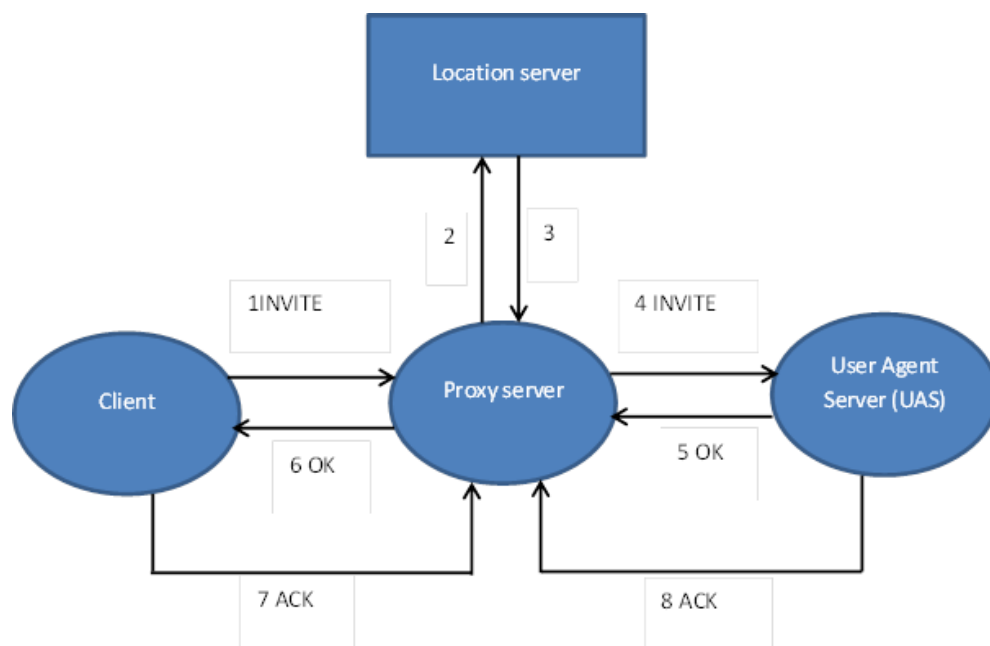 Location server
2
3
1INVITE
4 INVITE
Client
Proxy server
User Agent
Server (UAS)
6 OK
5 OK
7 ACK
8 ACK